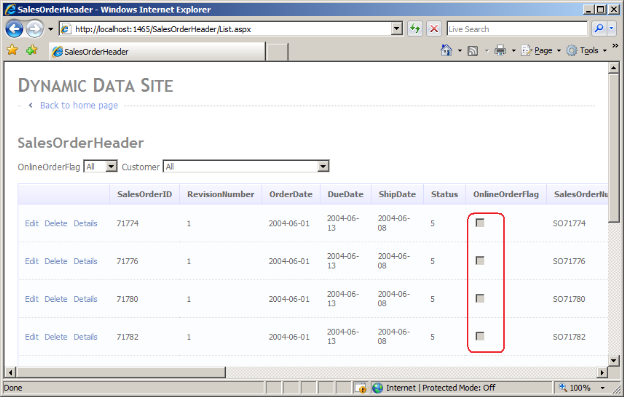 SalesOrderHeader - Windows Internet Explorer
http://localhost:1465/SalesOrderHeader/List.aspx
Live Search
SalesOrderHeader
Page
Tools
DYNAMIC DATA SITE
Back to home page
SalesOrderHeader
OnlineOrderFlag All Customer All
SalesOrderID RevisionNumber OrderDate DueDate ShipDate Status OnlineOrderFlag SalesOrderNu
Edit Delete Details 71774 1 2004-06-01 2004-06-13 2004-06-08 5 SO71774
Edit Delete Details 71776 1 2004-06-01 2004-06-13 2004-06-08 5 SO71776
Edit Delete Details 71780 1 2004-06-01 2004-06-13 2004-06-08 5 SO71780
Edit Delete Details 71782 1 2004-06-01 2004-06-13 2004-06-08 5 SO71782
Done Internet | Protected Mode: Off 100%